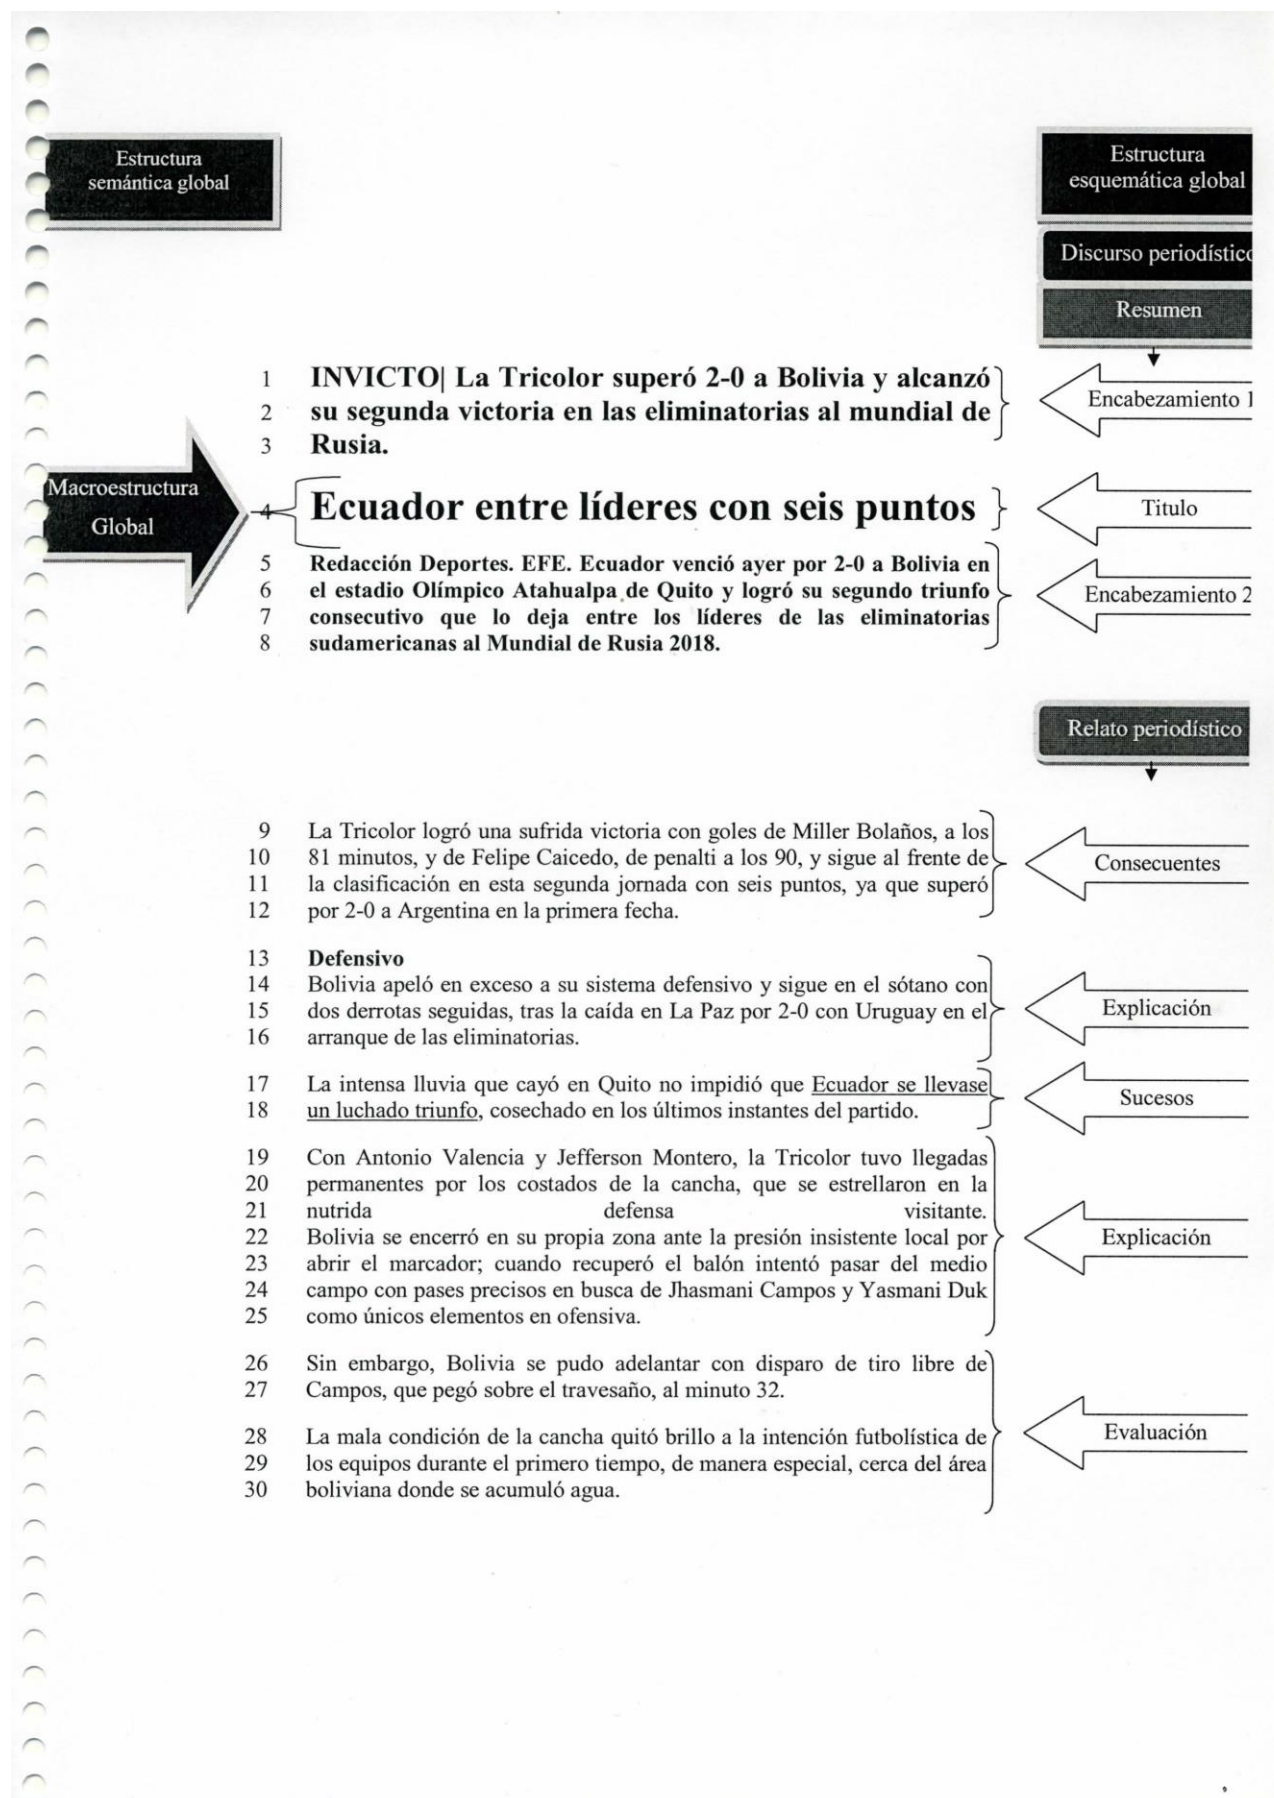 Estructura
semántica global
Estructura
esquemática global
Discurso periodístico
Resumen
1 INVICTO| La Tricolor superó 2-0 a Bolivia y alcanzó
2 su segunda victoria en las eliminatorias al mundial de
3 Rusia.
Encabezamiento 1
Macroestructura
Global
4 Ecuador entre líderes con seis puntos
Titulo
5 Redacción Deportes. EFE. Ecuador venció ayer por 2-0 a Bolivia en
6 el estadio Olímpico Atahualpa de Quito y logró su segundo triunfo
7 consecutivo que lo deja entre los líderes de las eliminatorias
8 sudamericanas al Mundial de Rusia 2018.
Encabezamiento 2
Relato periodístico
9 La Tricolor logró una sufrida victoria con goles de Miller Bolaños, a los
10 81 minutos, y de Felipe Caicedo, de penalti a los 90, y sigue al frente de
11 la clasificación en esta segunda jornada con seis puntos, ya que superó
12 por 2-0 a Argentina en la primera fecha.
Consecuentes
13 Defensivo
14 Bolivia apeló en exceso a su sistema defensivo y sigue en el sótano con
15 dos derrotas seguidas, tras la caída en La Paz por 2-0 con Uruguay en el
16 arranque de las eliminatorias.
Explicación
17 La intensa lluvia que cayó en Quito no impidió que Ecuador se llevase
18 un luchado triunfo, cosechado en los últimos instantes del partido.
Sucesos
19 Con Antonio Valencia y Jefferson Montero, la Tricolor tuvo llegadas
20 permanentes por los costados de la cancha, que se estrellaron en la
21 nutrida defensa visitante.
22 Bolivia se encerró en su propia zona ante la presión insistente local por
23 abrir el marcador; cuando recuperó el balón intentó pasar del medio
24 campo con pases precisos en busca de Jhasmani Campos y Yasmani Duk
25 como únicos elementos en ofensiva.
Explicación
26 Sin embargo, Bolivia se pudo adelantar con disparo de tiro libre de
27 Campos, que pegó sobre el travesaño, al minuto 32.
28 La mala condición de la cancha quitó brillo a la intención futbolística de
29 los equipos durante el primero tiempo, de manera especial, cerca del área
30 boliviana donde se acumuló agua.
Evaluación